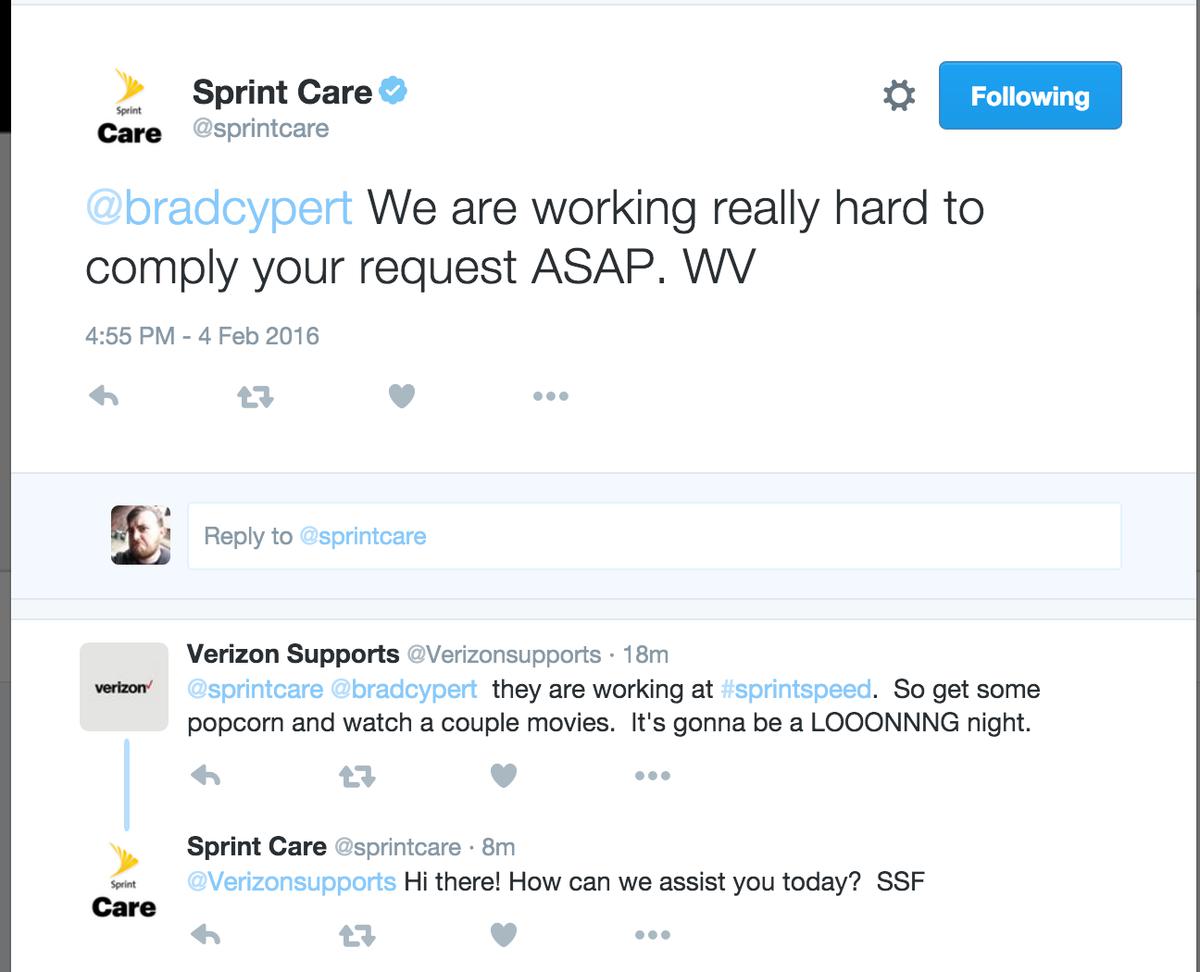 Sprint
Care
Sprint Care
@sprintcare
Following
@bradcypert We are working really hard to
comply your request ASAP. WV
4:55 PM - 4 Feb 2016
Reply to @sprintcare
verizon
Verizon Supports @Verizonsupports · 18m
@sprintcare @bradcypert  they are working at #sprintspeed.  So get some
popcorn and watch a couple movies.  It's gonna be a LOOONNNG night.
Sprint
Care
Sprint Care @sprintcare · 8m
@Verizonsupports Hi there! How can we assist you today?  SSF